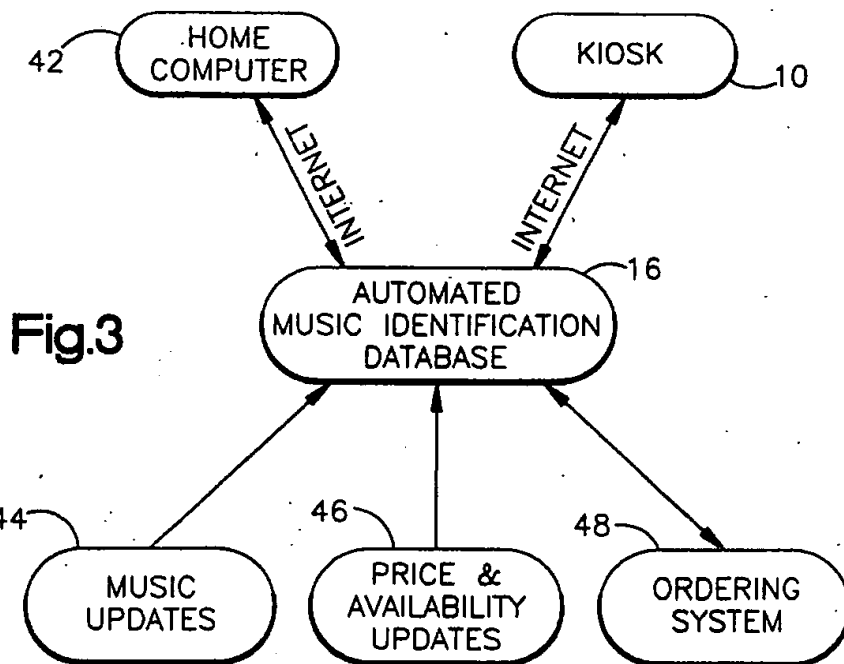 42
HOME
COMPUTER
KIOSK
10
INTERNET
INTERNET
16
AUTOMATED
MUSIC IDENTIFICATION
DATABASE
Fig.3
44
MUSIC
UPDATES
46
PRICE &
AVAILABILITY
UPDATES
48
ORDERING
SYSTEM